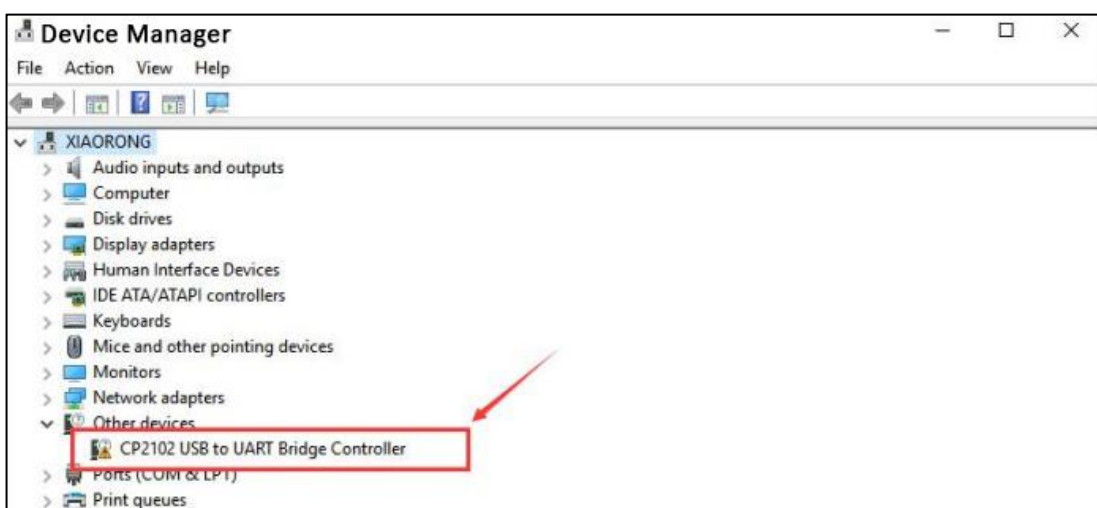 Device Manager
File Action View Help
XIAORONG
Audio inputs and outputs
Computer
Disk drives
Display adapters
Human Interface Devices
IDE ATA/ATAPI controllers
Keyboards
Mice and other pointing devices
Monitors
Network adapters
Other devices
CP2102 USB to UART Bridge Controller
Ports (COM & LPT)
Print queues